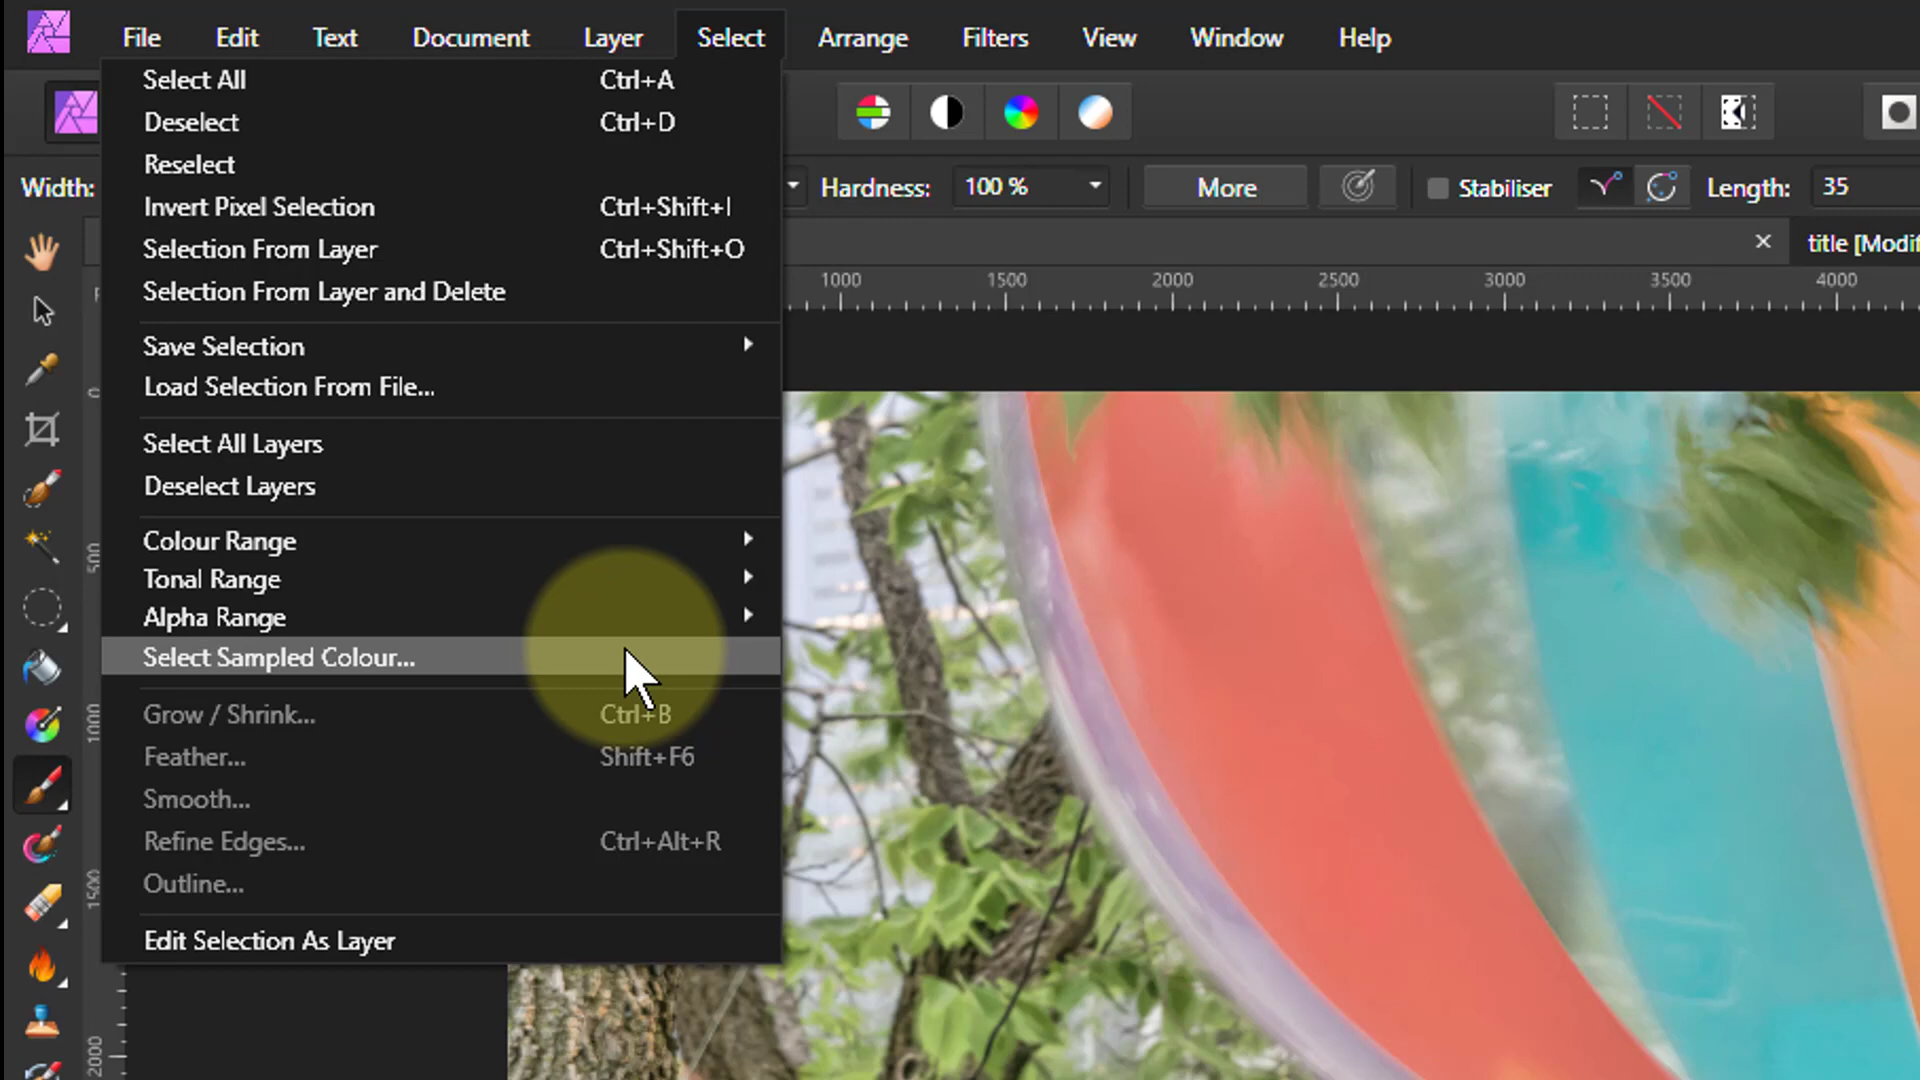 File Edit Text Document Layer Select Arrange Filters View Window Help
Select All Ctrl+A
Deselect Ctrl+D
Reselect
Invert Pixel Selection Ctrl+Shift+I
Selection From Layer Ctrl+Shift+O
Selection From Layer and Delete
Save Selection
Load Selection From File...
Select All Layers
Deselect Layers
Colour Range
Tonal Range
Alpha Range
Select Sampled Colour...
Grow / Shrink... Ctrl+B
Feather... Shift+F6
Smooth...
Refine Edges... Ctrl+Alt+R
Outline...
Edit Selection As Layer
Width: Hardness: 100 % More Stabiliser Length: 35
title [Modif
1000 1500 2000 2500 3000 3500 4000
0
500
1000
1500
2000